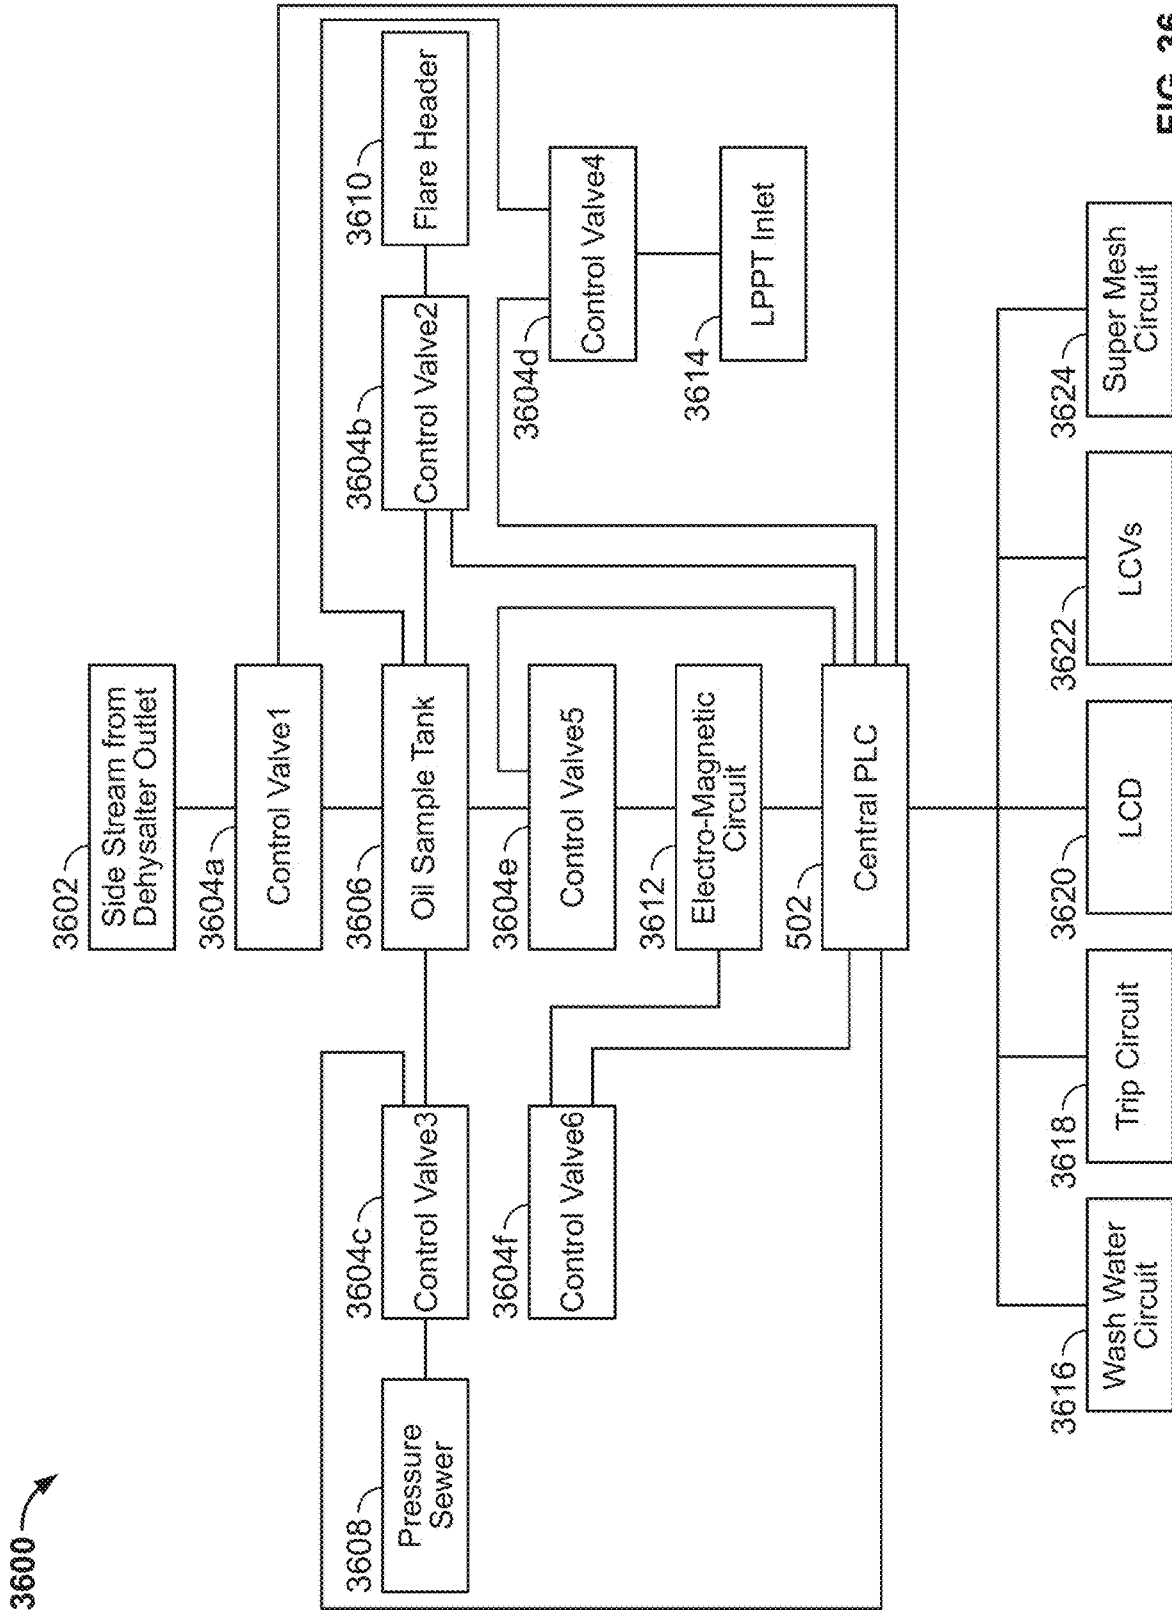 3600
3602
Side Stream from
Dehysalter Outlet
3604a
Control Valve1
3606
Oil Sample Tank
3604e
Control Valve5
3612
Electro-Magnetic
Circuit
502
Central PLC
3608
Pressure
Sewer
3604c
Control Valve3
3604f
Control Valve6
3604b
Control Valve2
3610
Flare Header
3604d
Control Valve4
3614
LPPT Inlet
3616
Wash Water
Circuit
3618
Trip Circuit
3620
LCD
3622
LCVs
3624
Super Mesh
Circuit
FIG. 36